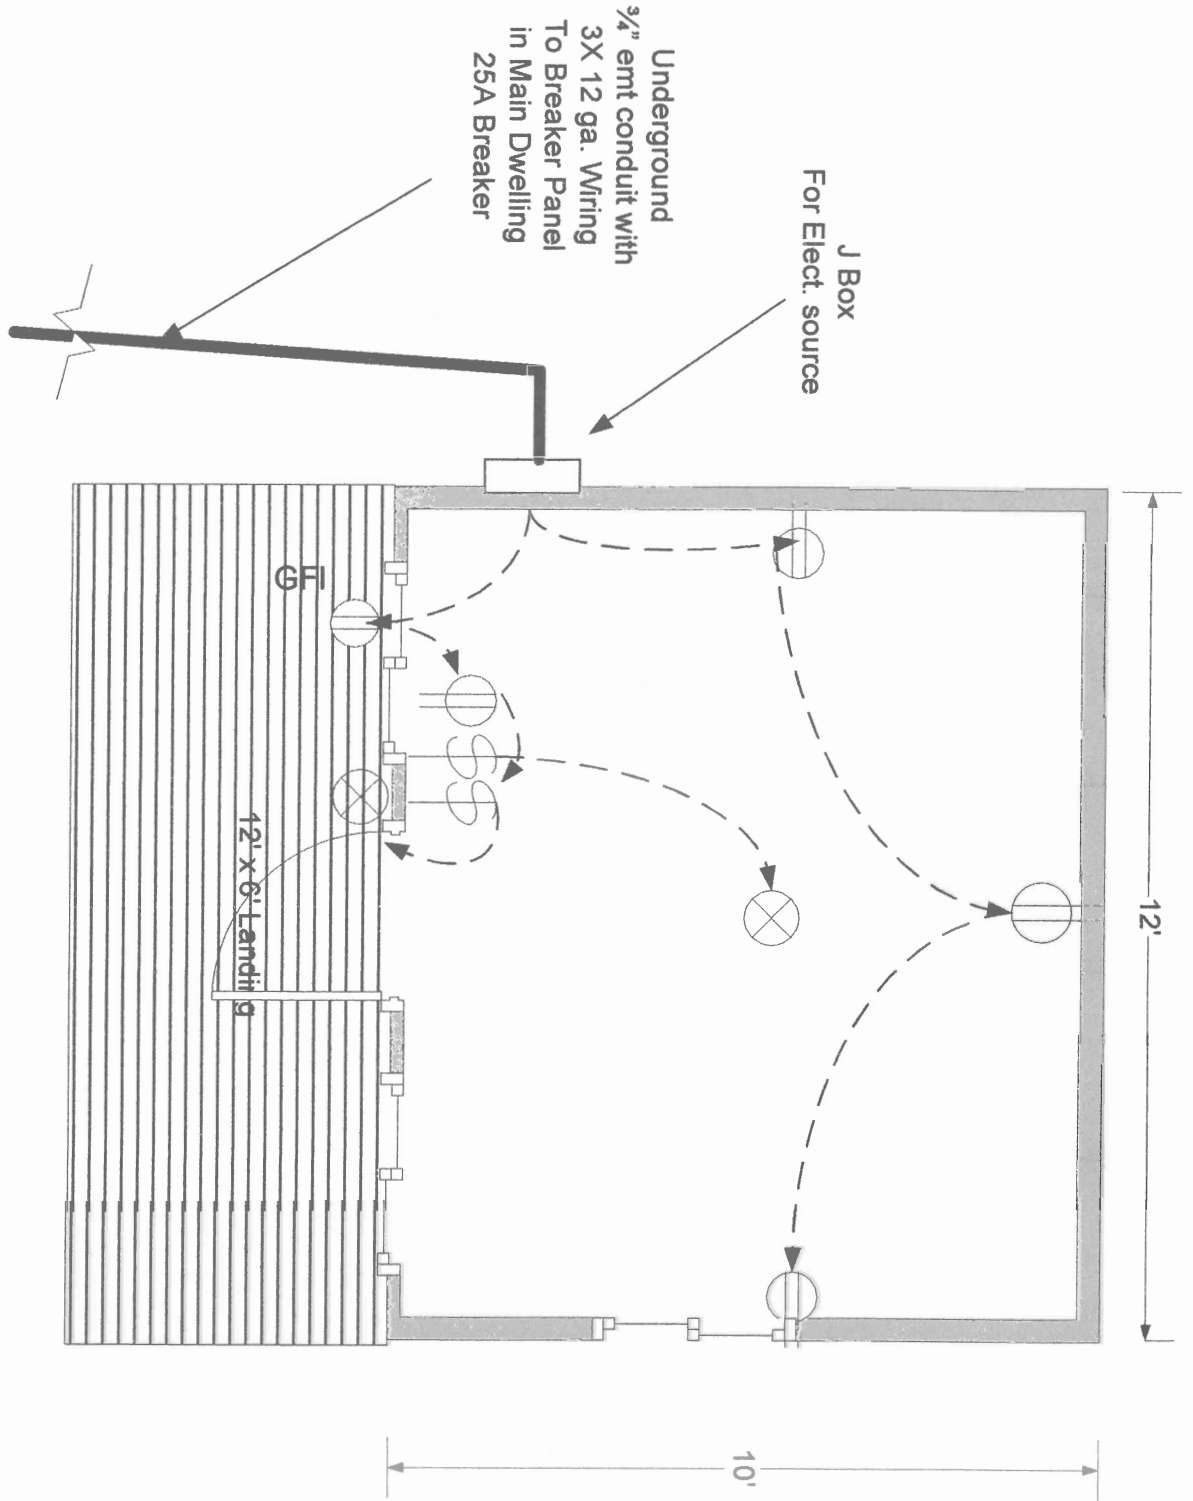 Underground
¾" emt conduit with
3X 12 ga. Wiring
To Breaker Panel
in Main Dwelling
25A Breaker
J Box
For Elect. source
GFI
12' x 6' Landing
S
S
12'
10'